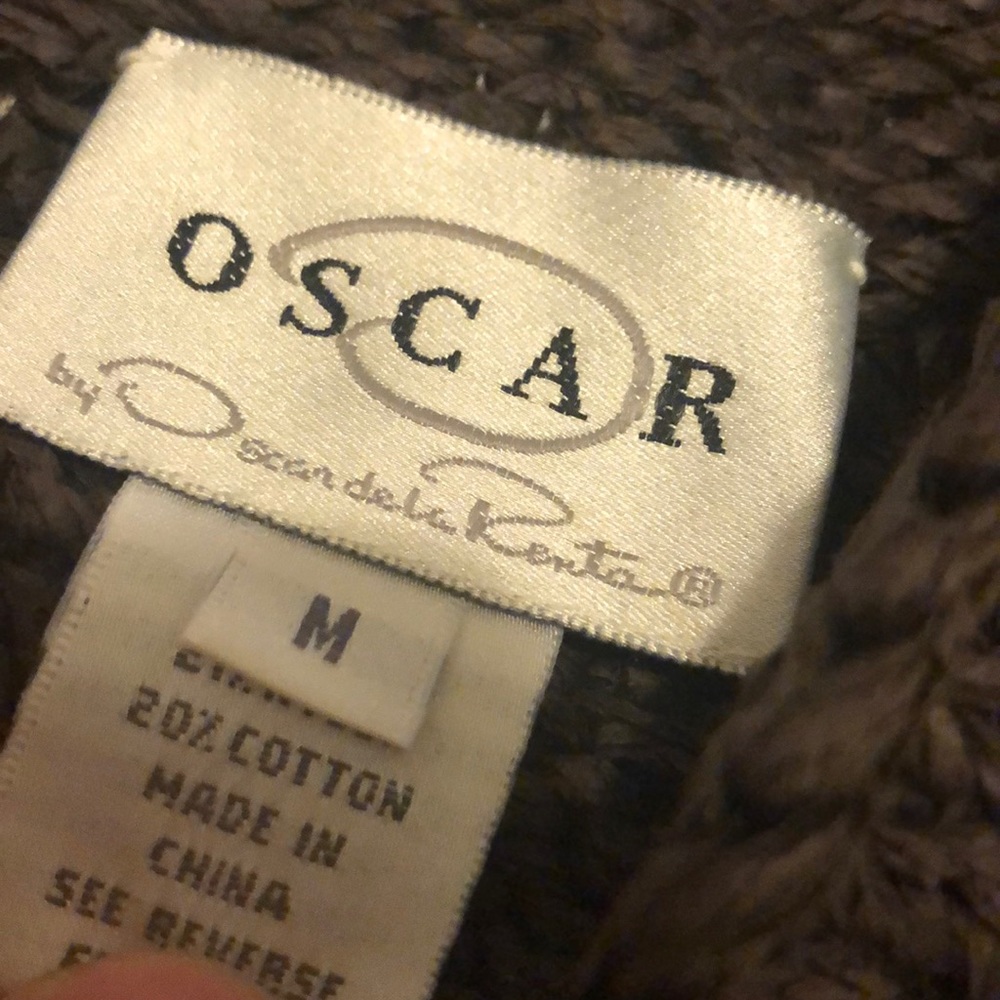 OSCAR
by Oscar de la Renta ®
M
20% COTTON
MADE IN
CHINA
SEE REVERSE